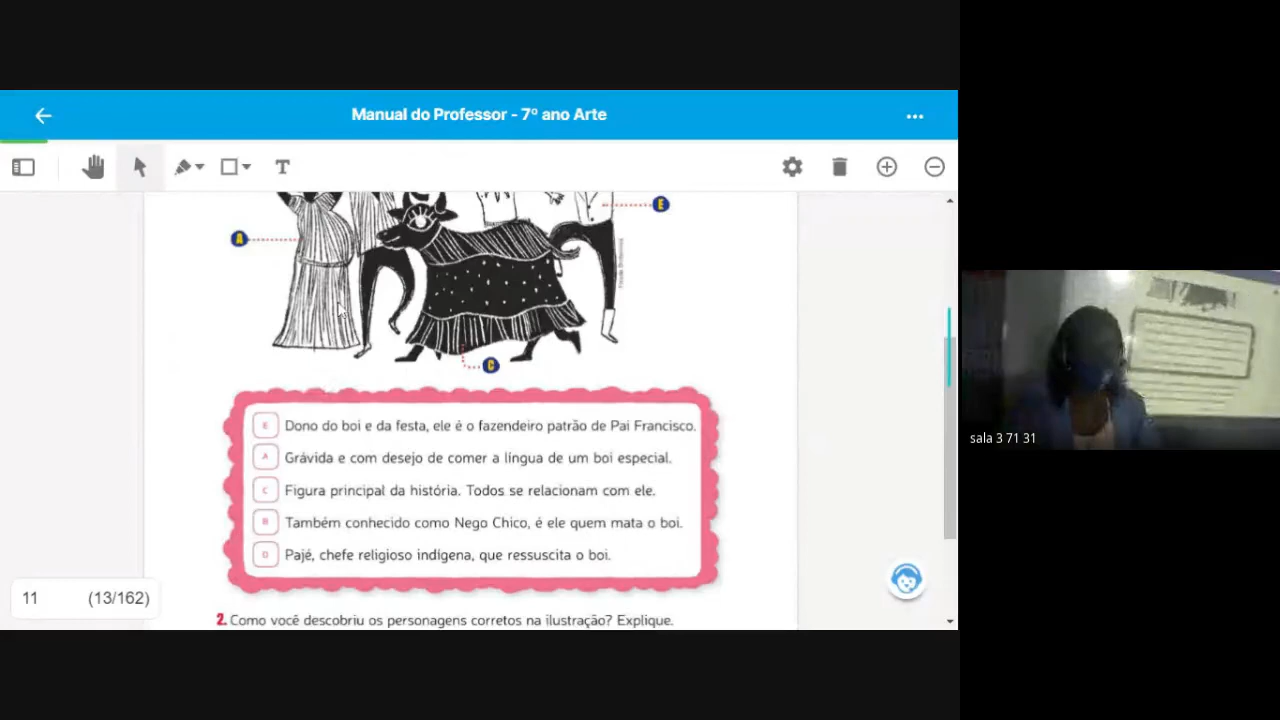 Manual do Professor - 7º ano Arte
T
E
A
C
E Dono do boi e da festa, ele é o fazendeiro patrão de Pai Francisco.
A Grávida e com desejo de comer a língua de um boi especial.
C Figura principal da história. Todos se relacionam com ele.
B Também conhecido como Nego Chico, é ele quem mata o boi.
D Pajé, chefe religioso indígena, que ressuscita o boi.
2. Como você descobriu os personagens corretos na ilustração? Explique.
11 (13/162)
sala 3 71 31